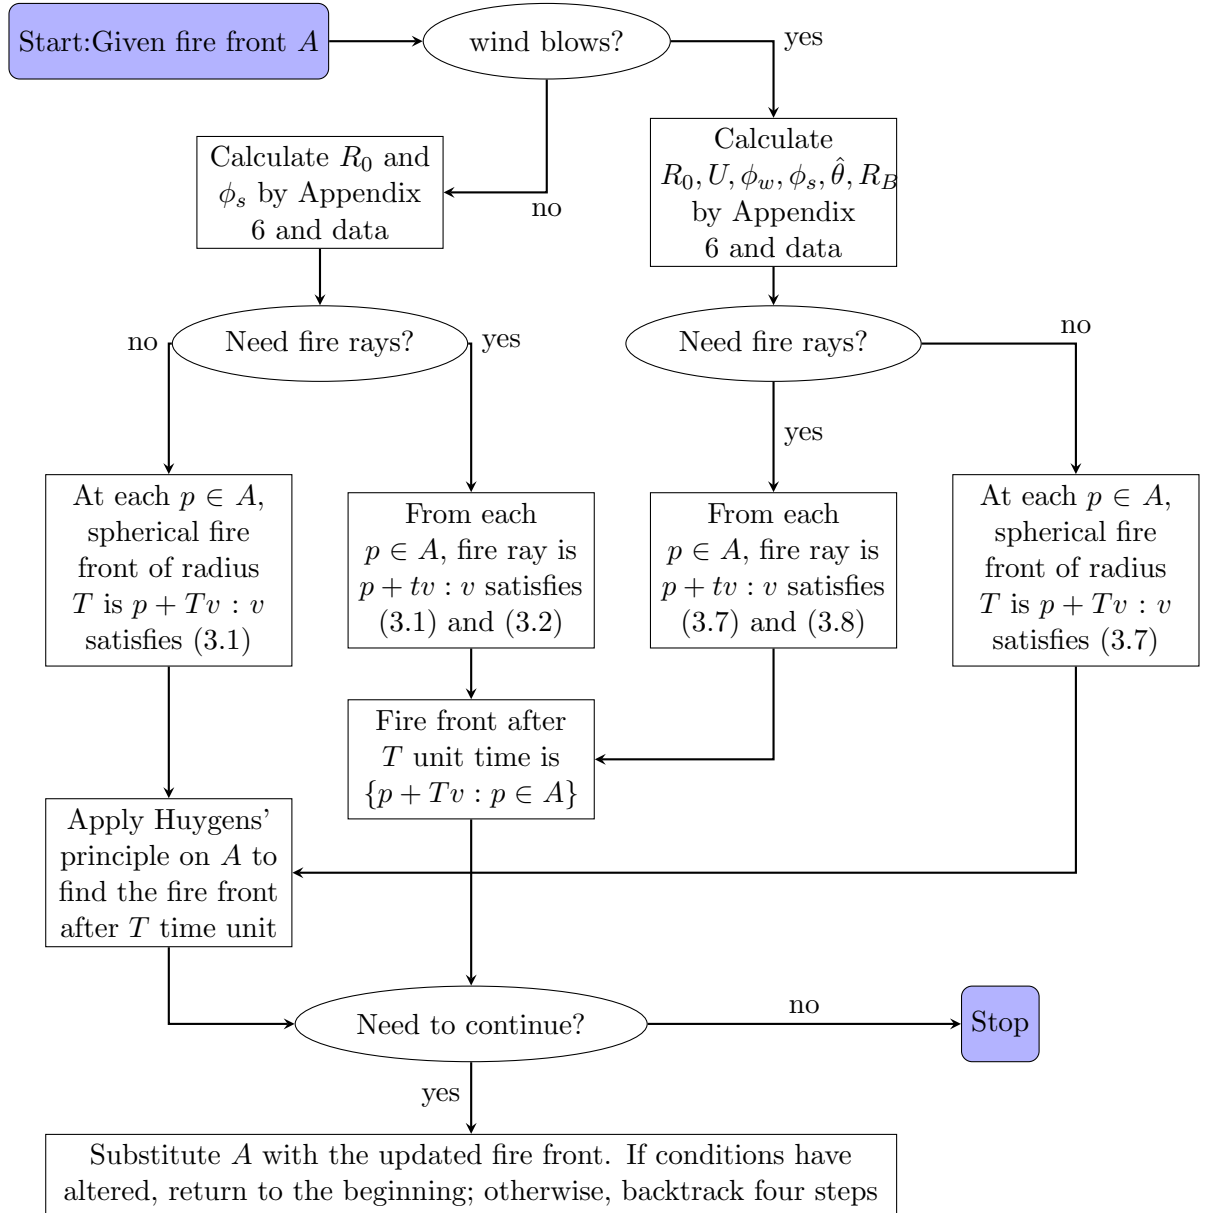 Start:Given fire front A
wind blows?
yes
no
Calculate R₀ and
ϕₛ by Appendix
6 and data
Calculate
R₀, U, ϕ_w, ϕₛ, θ̂, R_B
by Appendix
6 and data
no
Need fire rays?
yes
Need fire rays?
no
yes
At each p ∈ A,
spherical fire
front of radius
T is p + Tv : v
satisfies (3.1)
From each
p ∈ A, fire ray is
p + tv : v satisfies
(3.1) and (3.2)
From each
p ∈ A, fire ray is
p + tv : v satisfies
(3.7) and (3.8)
At each p ∈ A,
spherical fire
front of radius
T is p + Tv : v
satisfies (3.7)
Fire front after
T unit time is
{p + Tv : p ∈ A}
Apply Huygens'
principle on A to
find the fire front
after T time unit
Need to continue?
no
Stop
yes
Substitute A with the updated fire front. If conditions have
altered, return to the beginning; otherwise, backtrack four steps